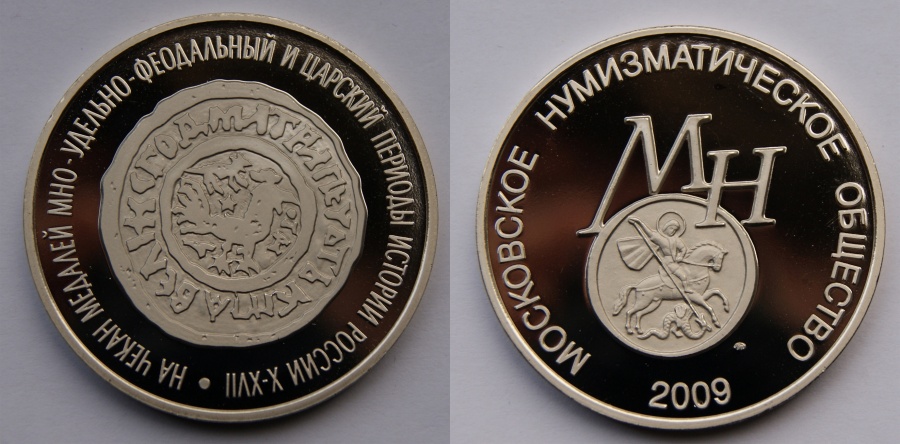 НА ЧЕКАН МЕДАЛЕЙ МНО-УДЕЛЬНО-ФЕОДАЛЬНЫЙ И ЦАРСКИЙ ПЕРИОДЫ ИСТОРИИ РОССИИ X-XVII •
МОСКОВСКОЕ НУМИЗМАТИЧЕСКОЕ ОБЩЕСТВО
МН
2009